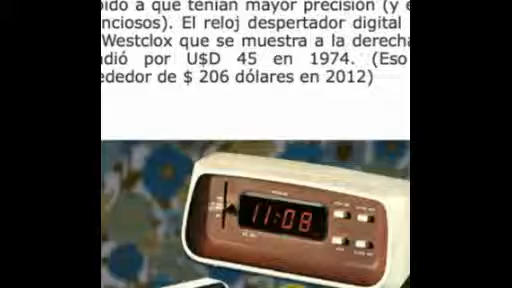 bido a que tenían mayor precisión (y e
nciosos). El reloj despertador digital
Westclox que se muestra a la derecha
ndió por U$D 45 en 1974. (Eso
ededor de $ 206 dólares en 2012)
11:08